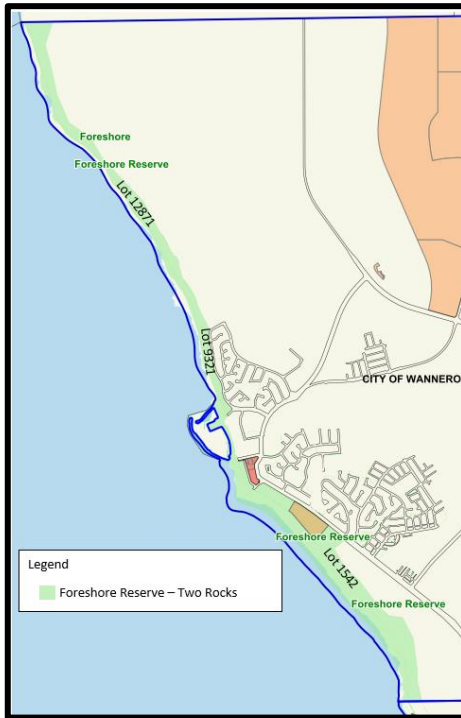 Foreshore
Foreshore Reserve
Lot 12871
Lot 9321
CITY OF WANNERO
Foreshore Reserve
Lot 1542
Foreshore Reserve
Legend
Foreshore Reserve – Two Rocks